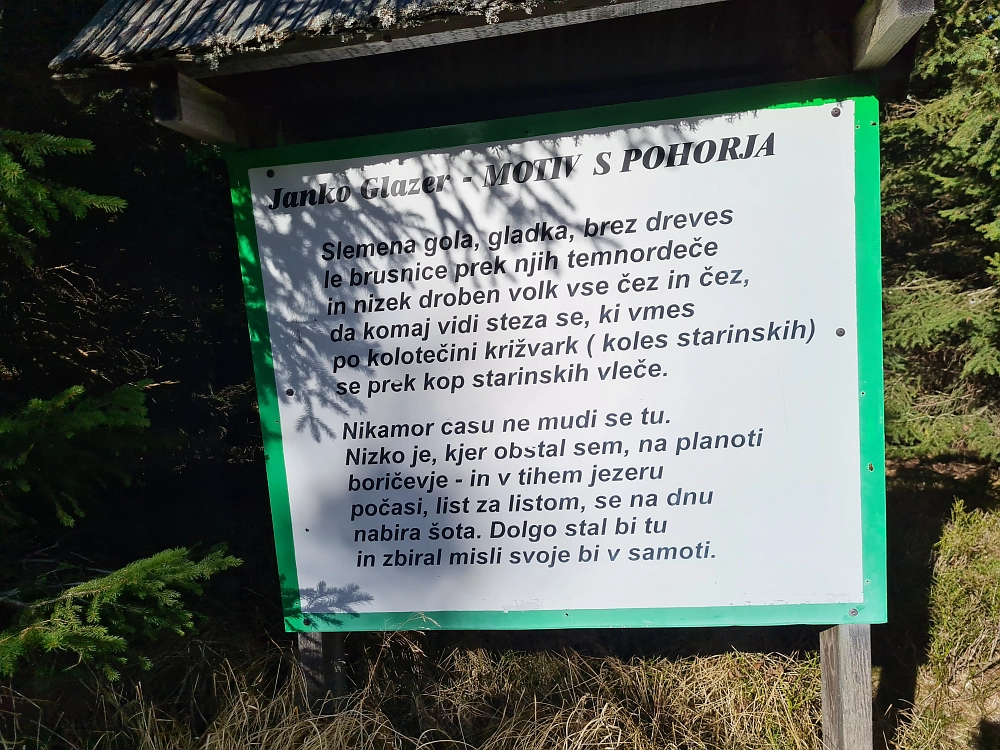 Janko Glazer - MOTIV S POHORJA
Slemena gola, gladka, brez dreves
le brusnice prek njih temnordeče
in nizek droben volk vse čez in čez,
da komaj vidi steza se, ki vmes
po kolotečini križvark ( koles starinskih)
se prek kop starinskih vleče.
Nikamor času ne mudi se tu.
Nizko je, kjer obstal sem, na planoti
boričevje - in v tihem jezeru
počasi, list za listom, se na dnu
nabira šota. Dolgo stal bi tu
in zbiral misli svoje bi v samoti.